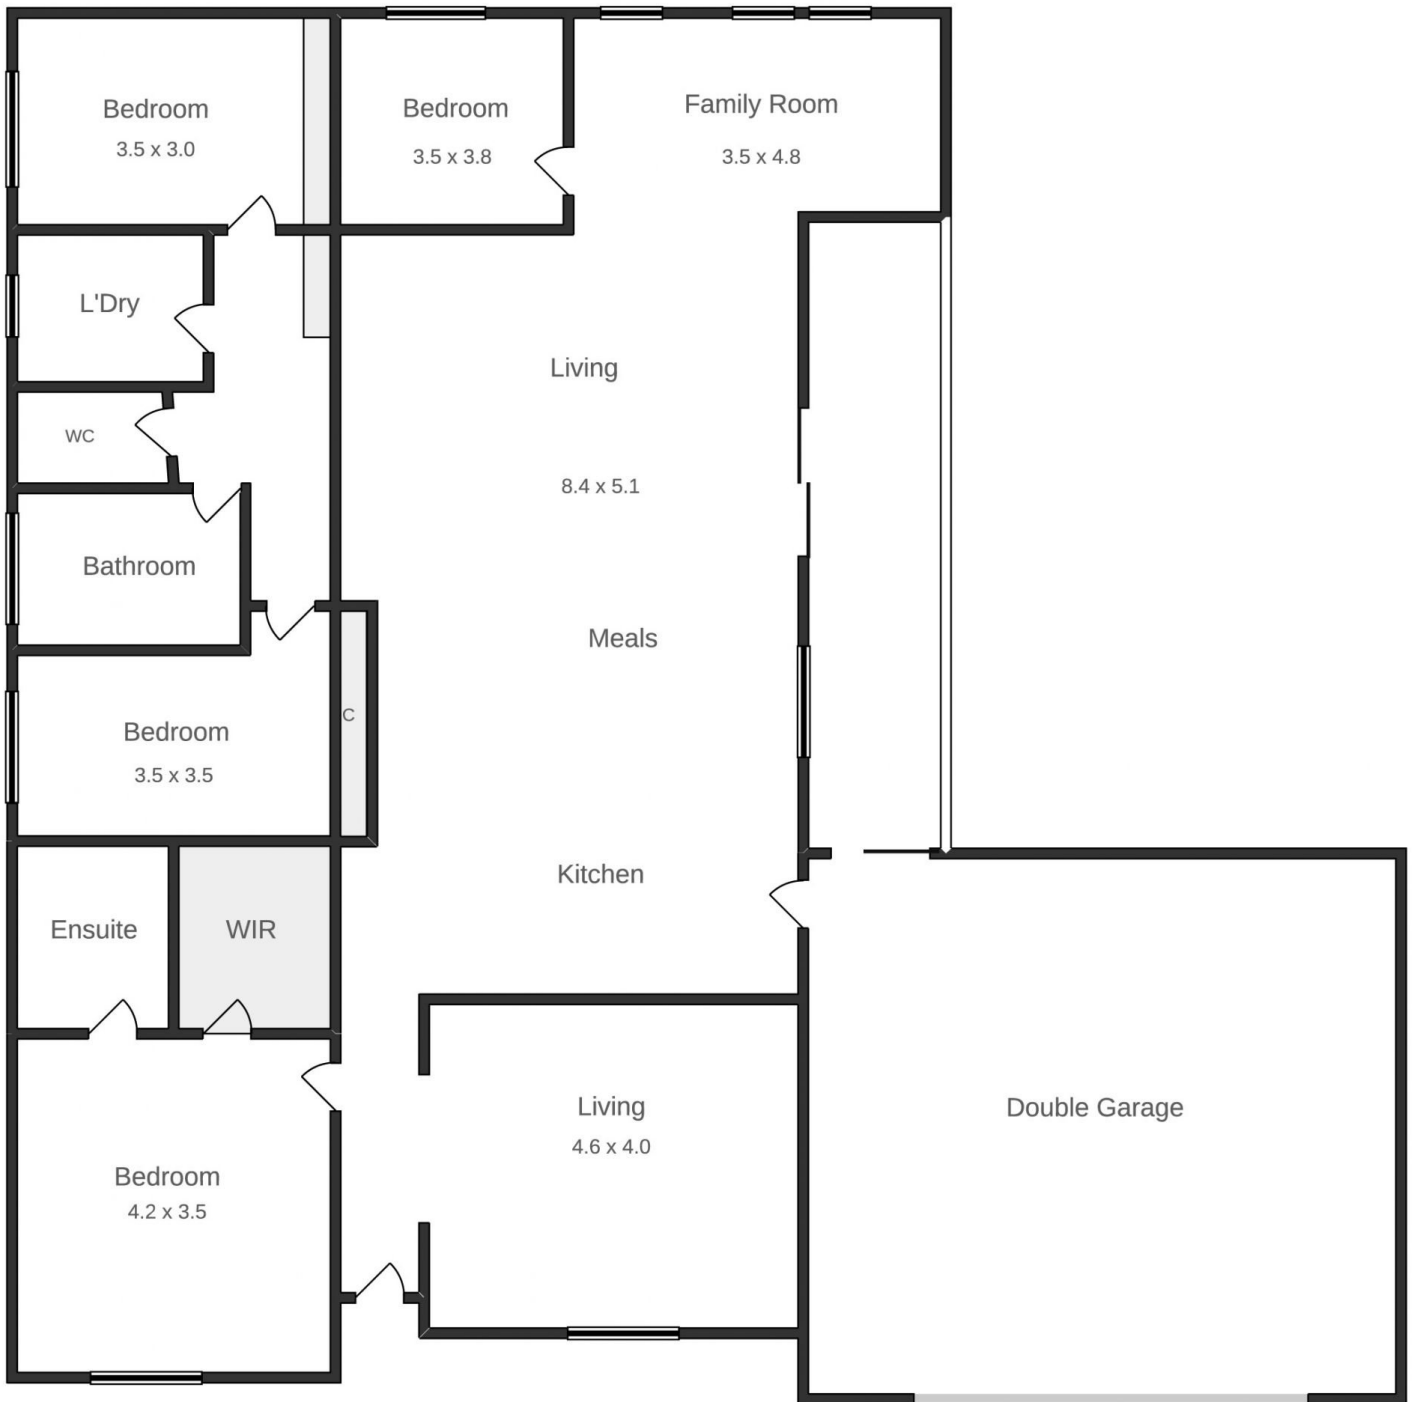 Bedroom
3.5 x 3.0
Bedroom
3.5 x 3.8
Family Room
3.5 x 4.8
L'Dry
Living
WC
8.4 x 5.1
Bathroom
Meals
Bedroom
3.5 x 3.5
C
Kitchen
Ensuite
WIR
Living
4.6 x 4.0
Double Garage
Bedroom
4.2 x 3.5